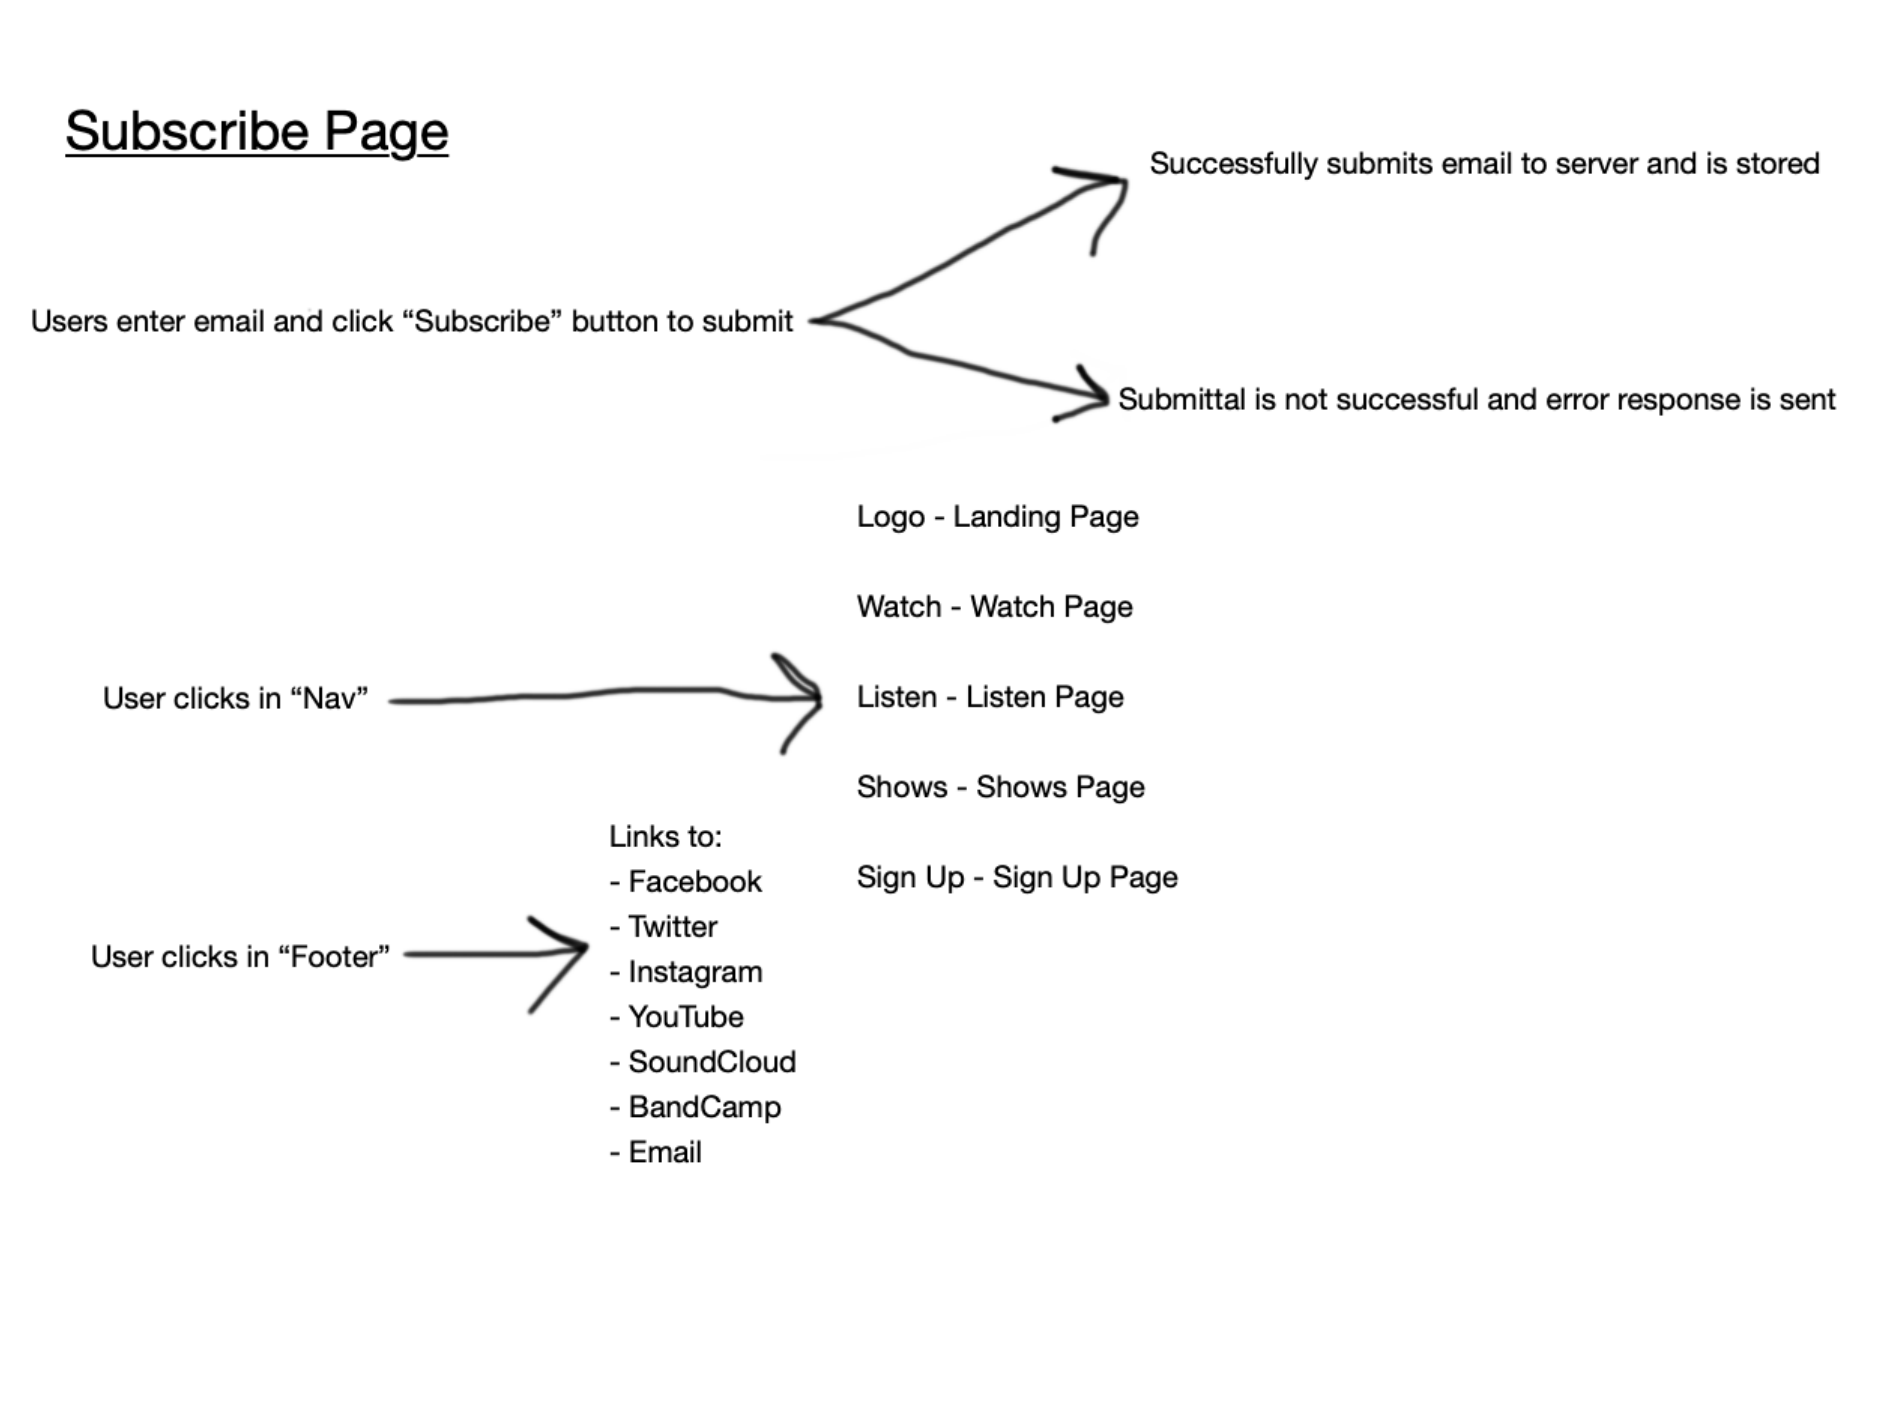 Subscribe Page
Successfully submits email to server and is stored
Users enter email and click “Subscribe” button to submit
Submittal is not successful and error response is sent
Logo - Landing Page
Watch - Watch Page
User clicks in “Nav”
Listen - Listen Page
Shows - Shows Page
Sign Up - Sign Up Page
User clicks in “Footer”
Links to:
- Facebook
- Twitter
- Instagram
- YouTube
- SoundCloud
- BandCamp
- Email